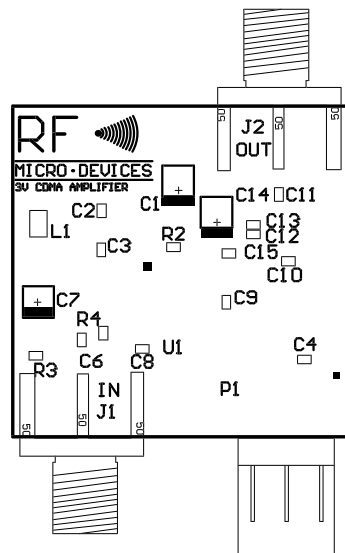 50
50
50
RF
J2
OUT
MICRO·DEVICES
3V CDMA AMPLIFIER
C1
C14
C11
C2
L1
C13
C12
C3
R2
C15
C10
C7
C9
R4
U1
C4
R3
C6
C8
IN
J1
P1
50
50
50